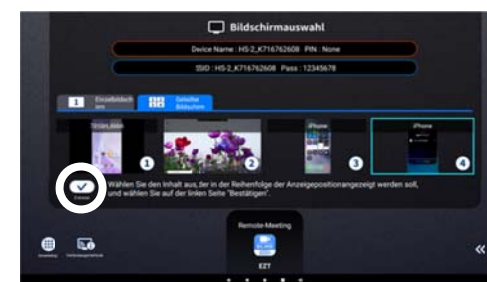 Bildschirmauswahl
Device Name : HS-2_K716762608 PIN : None
SSID : HS-2_K716762608 Pass : 12345678
1
Geteilter
Bildschirm
iPhone
iPhone
1
2
3
4
Wählen Sie den Inhalt aus, der in der Reihenfolge der Anzeigepositionangezeigt werden soll,
und wählen Sie auf der linken Seite "Bestätigen".
Remote-Meeting
EZT